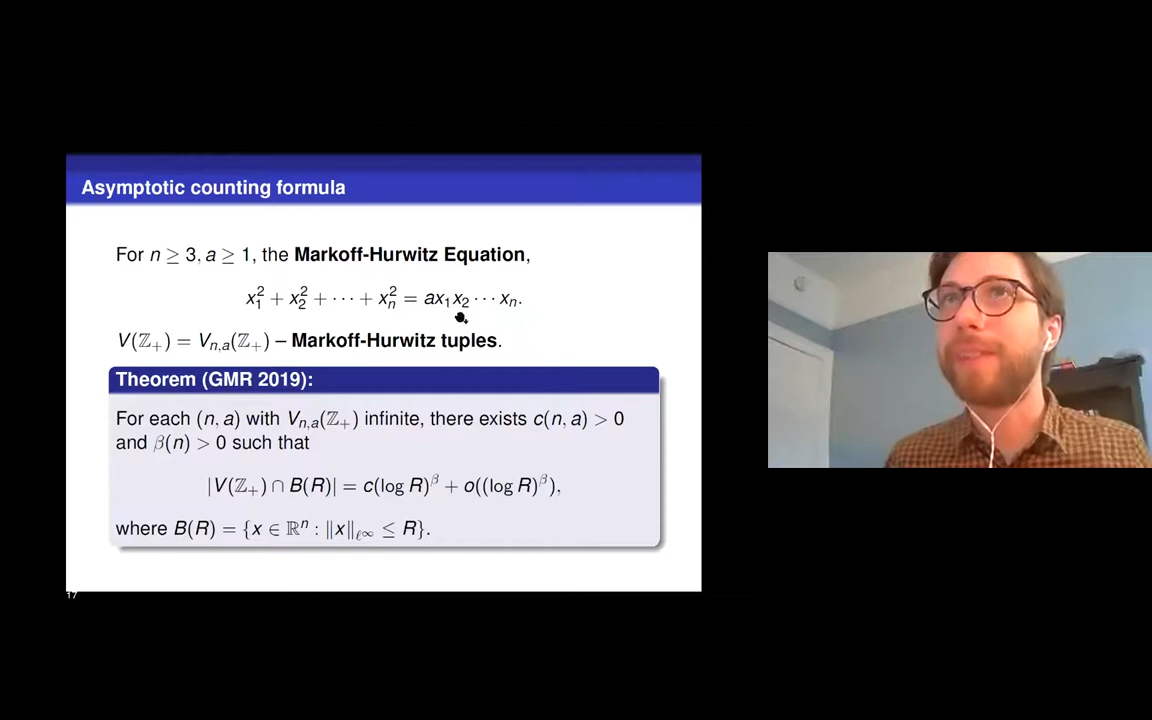 Asymptotic counting formula
For n ≥ 3, a ≥ 1, the Markoff-Hurwitz Equation,
x₁² + x₂² + ⋯ + xₙ² = ax₁x₂ ⋯ xₙ.
V(ℤ₊) = Vₙ,ₐ(ℤ₊) – Markoff-Hurwitz tuples.
Theorem (GMR 2019):
For each (n, a) with Vₙ,ₐ(ℤ₊) infinite, there exists c(n, a) > 0
and β(n) > 0 such that
|V(ℤ₊) ∩ B(R)| = c(log R)^β + o((log R)^β),
where B(R) = {x ∈ ℝⁿ : ‖x‖_ℓ∞ ≤ R}.
17